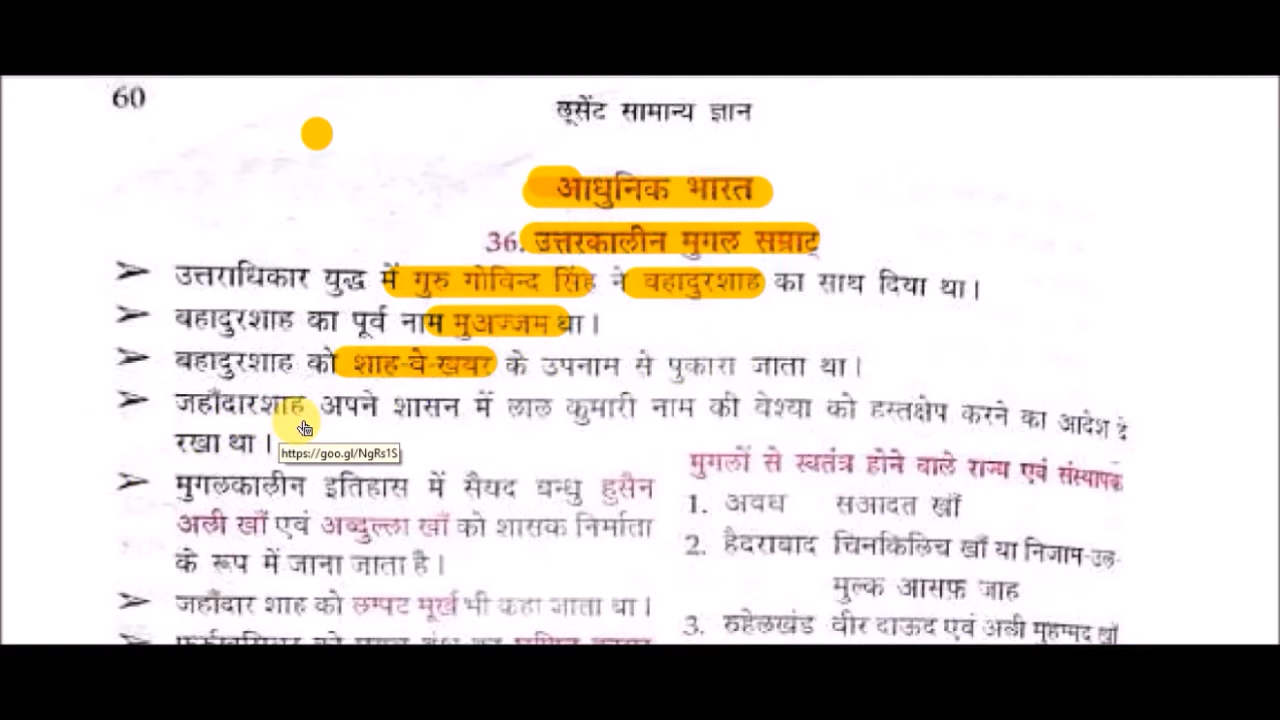 60
लूसेंट सामान्य ज्ञान
आधुनिक भारत
36. उत्तरकालीन मुगल सम्राट्
➢ उत्तराधिकार युद्ध में गुरु गोविन्द सिंह ने बहादुरशाह का साथ दिया था।
➢ बहादुरशाह का पूर्व नाम मुअज्जम था।
➢ बहादुरशाह को शाह-वे-खबर के उपनाम से पुकारा जाता था।
➢ जहाँदारशाह अपने शासन में लाल कुमारी नाम की वेश्या को हस्तक्षेप करने का आदेश दे
रखा था।
https://goo.gl/NgRs1S
➢ मुगलकालीन इतिहास में सैयद बन्धु हुसैन
अली खाँ एवं अब्दुल्ला खाँ को शासक निर्माता
के रूप में जाना जाता है।
➢ जहाँदार शाह को लम्पट मूर्ख भी कहा जाता था।
मुगलों से स्वतंत्र होने वाले राज्य एवं संस्थापक
1. अवध सआदत खाँ
2. हैदराबाद चिनकिलिच खाँ या निजाम-उल-
मुल्क आसफ़ जाह
3. रुहेलखंड वीर दाऊद एवं अली मुहम्मद खाँ